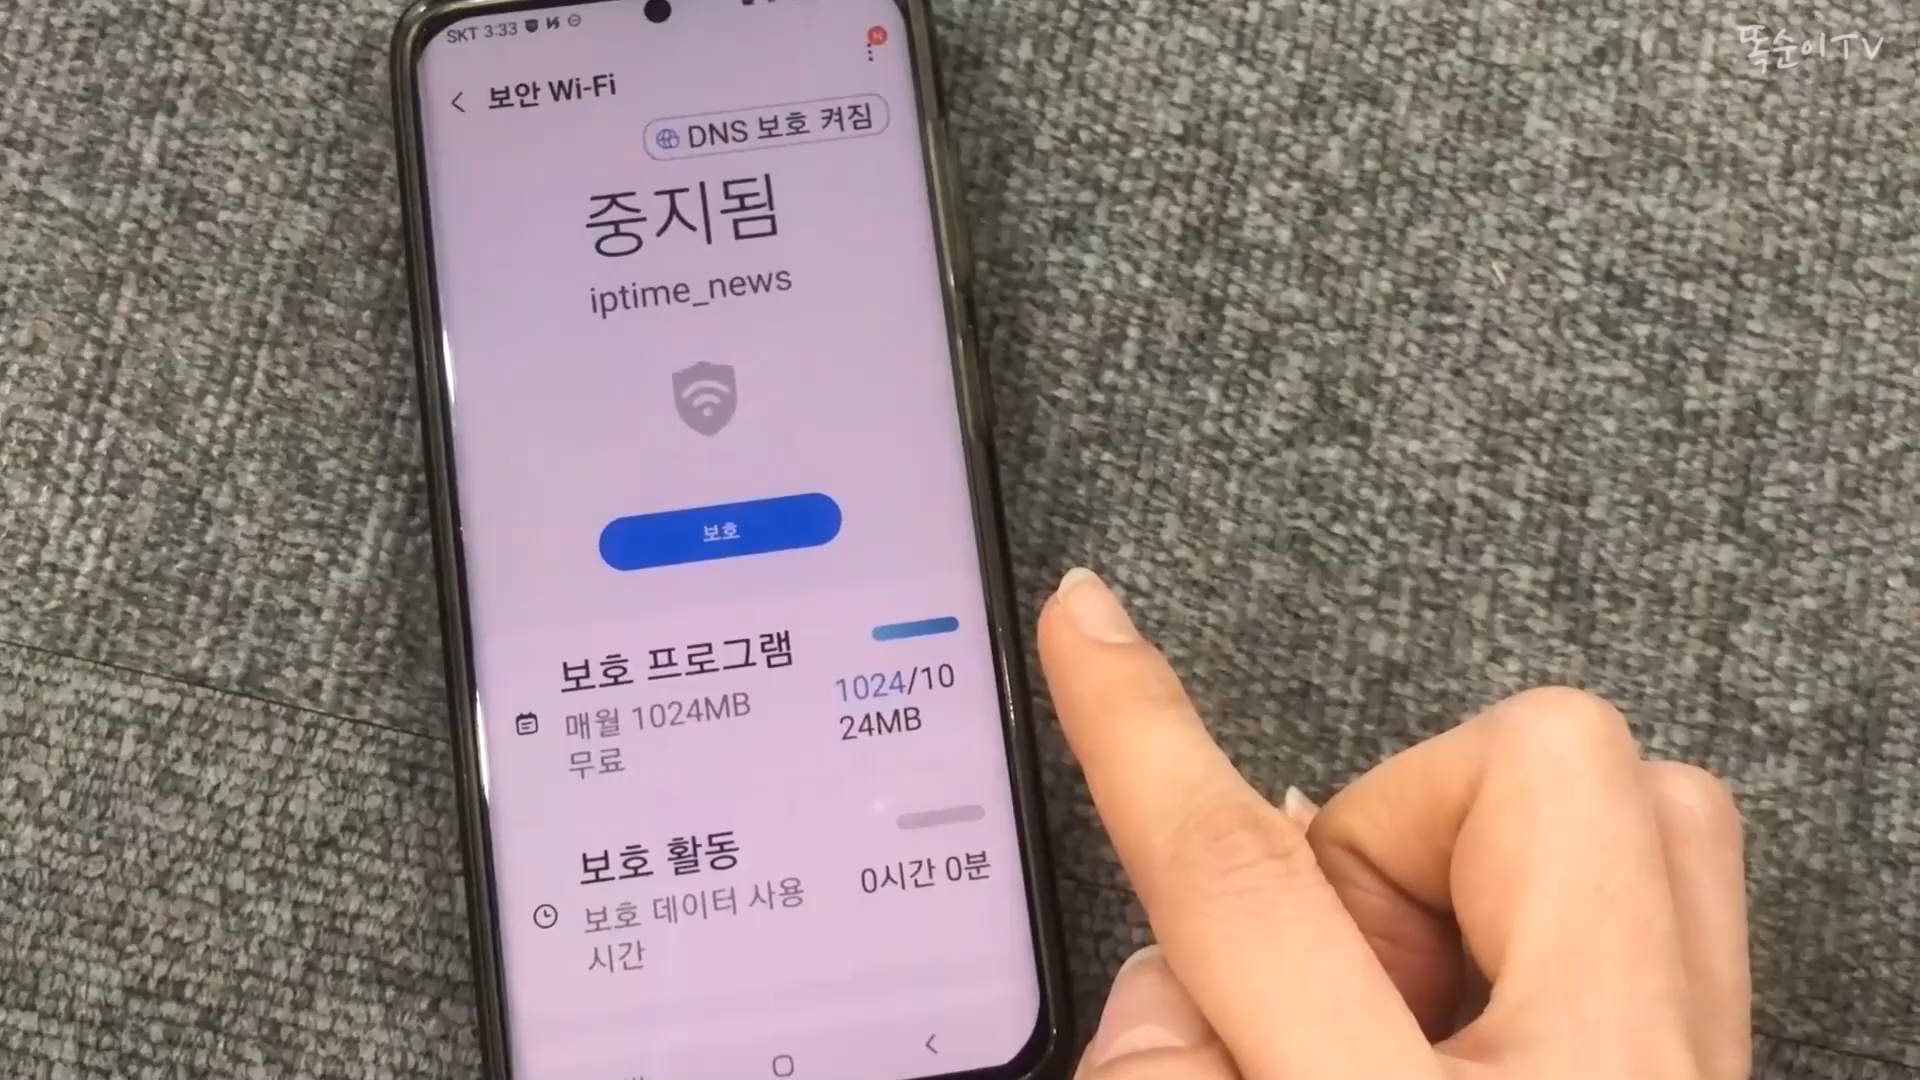 똑순이TV
SKT 3:33
N
보안 Wi-Fi
DNS 보호 켜짐
중지됨
iptime_news
보호
보호 프로그램
매월 1024MB
무료
1024/10
24MB
보호 활동
보호 데이터 사용
시간
0시간 0분